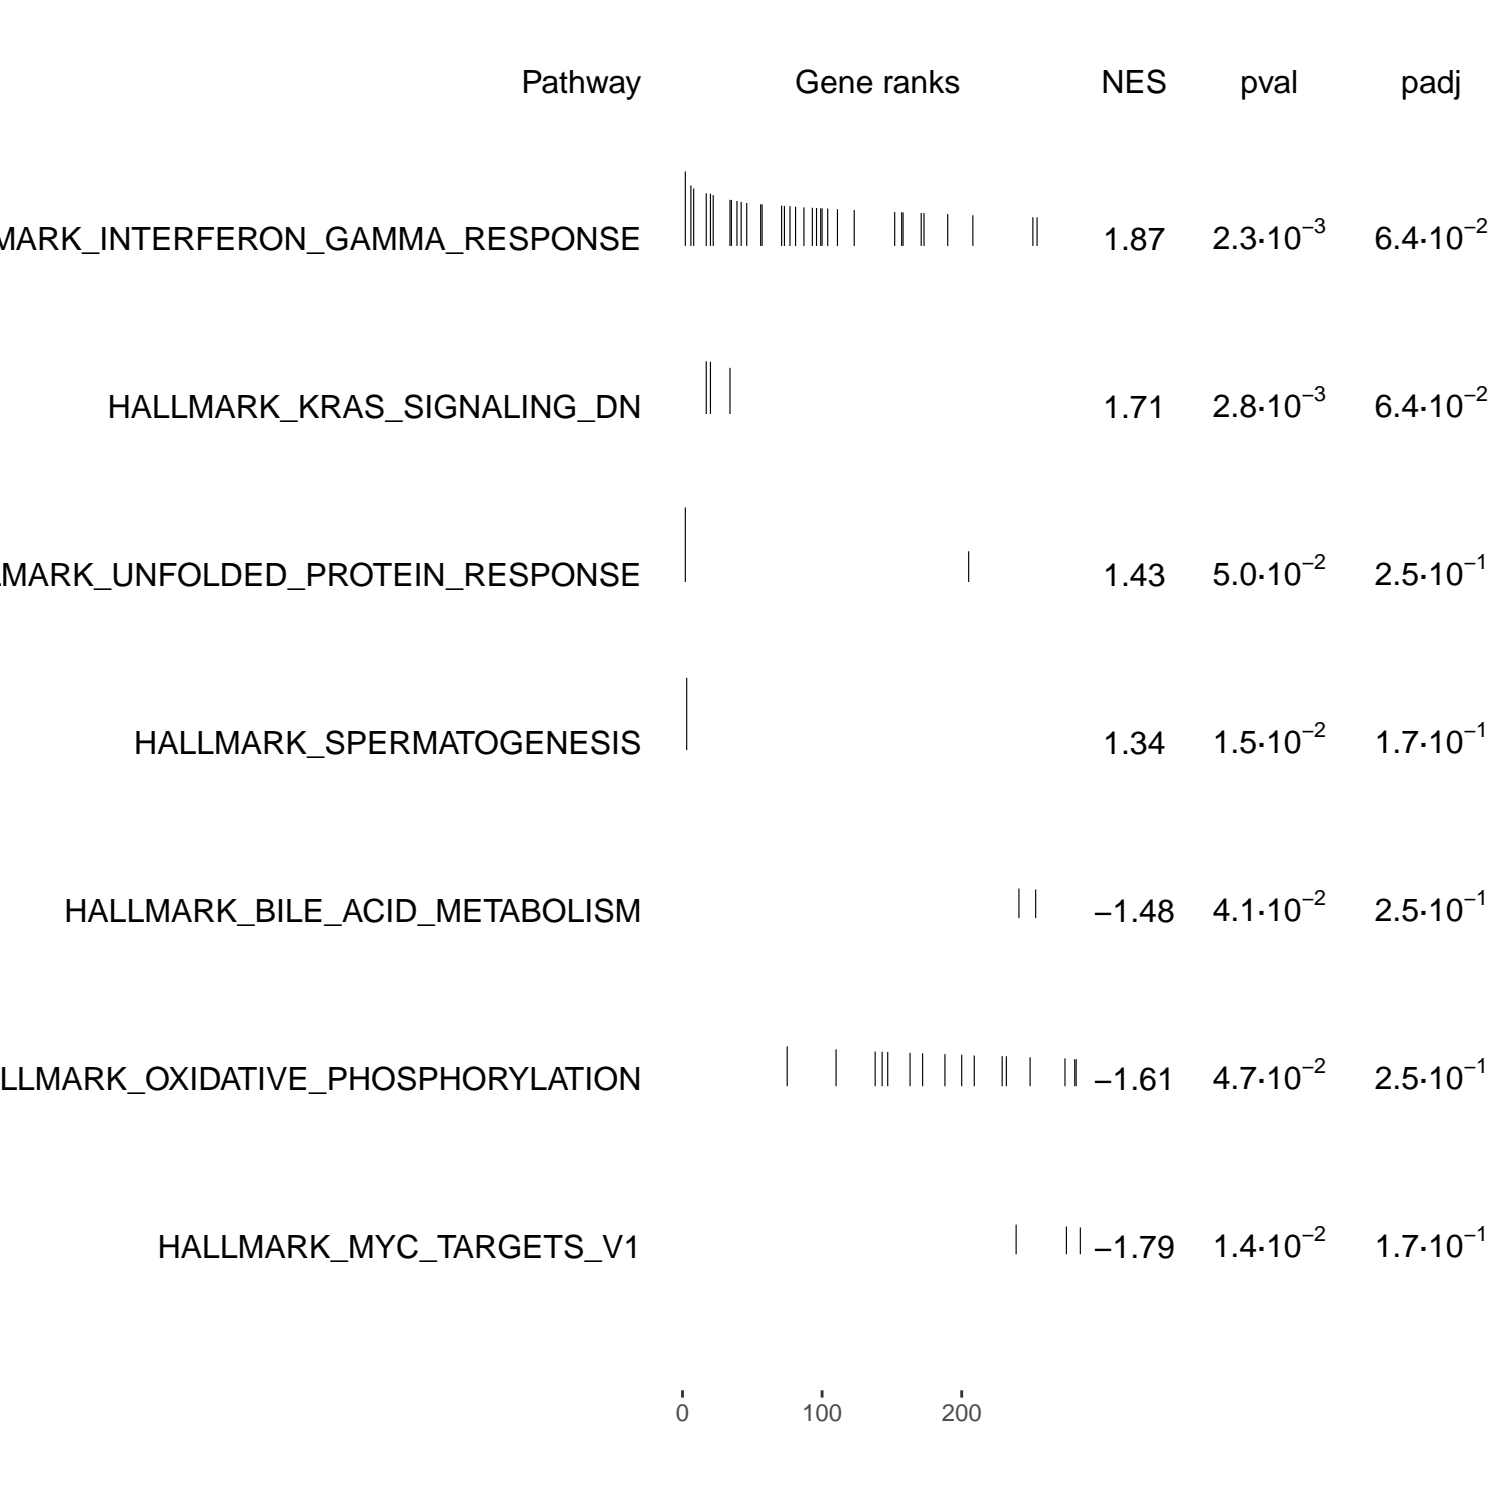 Pathway Gene ranks NES pval padj
MARK_INTERFERON_GAMMA_RESPONSE 1.87 2.3·10⁻³ 6.4·10⁻²
HALLMARK_KRAS_SIGNALING_DN 1.71 2.8·10⁻³ 6.4·10⁻²
MARK_UNFOLDED_PROTEIN_RESPONSE 1.43 5.0·10⁻² 2.5·10⁻¹
HALLMARK_SPERMATOGENESIS 1.34 1.5·10⁻² 1.7·10⁻¹
HALLMARK_BILE_ACID_METABOLISM −1.48 4.1·10⁻² 2.5·10⁻¹
LLMARK_OXIDATIVE_PHOSPHORYLATION −1.61 4.7·10⁻² 2.5·10⁻¹
HALLMARK_MYC_TARGETS_V1 −1.79 1.4·10⁻² 1.7·10⁻¹
0 100 200